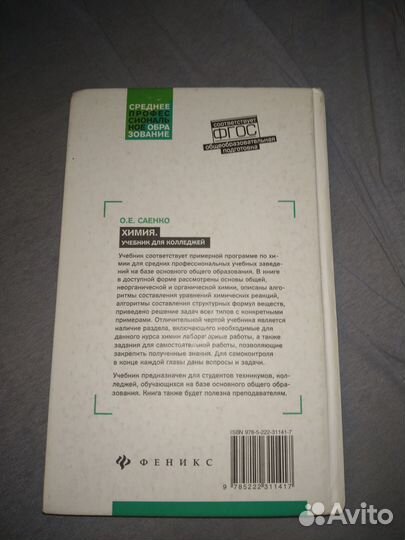 СРЕДНЕЕ
ПРОФЕС
СИОНАЛЬ
НОЕОБРА
ЗОВАНИЕ
соответствует
ФГОС
общеобразовательная
подготовка
О.Е. САЕНКО
ХИМИЯ.
УЧЕБНИК ДЛЯ КОЛЛЕДЖЕЙ
Учебник соответствует примерной программе по хи-
мии для средних профессиональных учебных заведе-
ний на базе основного общего образования. В книге
в доступной форме рассмотрены основы общей,
неорганической и органической химии, описаны алго-
ритмы составления уравнений химических реакций,
алгоритмы составления структурных формул веществ,
приведено решение задач всех типов с конкретными
примерами. Отличительной чертой учебника является
наличие раздела, включающего необходимые для
данного курса химии лабораторные работы, а также
задания для самостоятельной работы, позволяющие
закрепить полученные знания. Для самоконтроля
в конце каждой главы даны вопросы и задачи.
Учебник предназначен для студентов техникумов, кол-
леджей, обучающихся на базе основного общего обра-
зования. Книга также будет полезна преподавателям.
ISBN 978-5-222-31141-7
ФЕНИКС
9 785222 311417
Avito